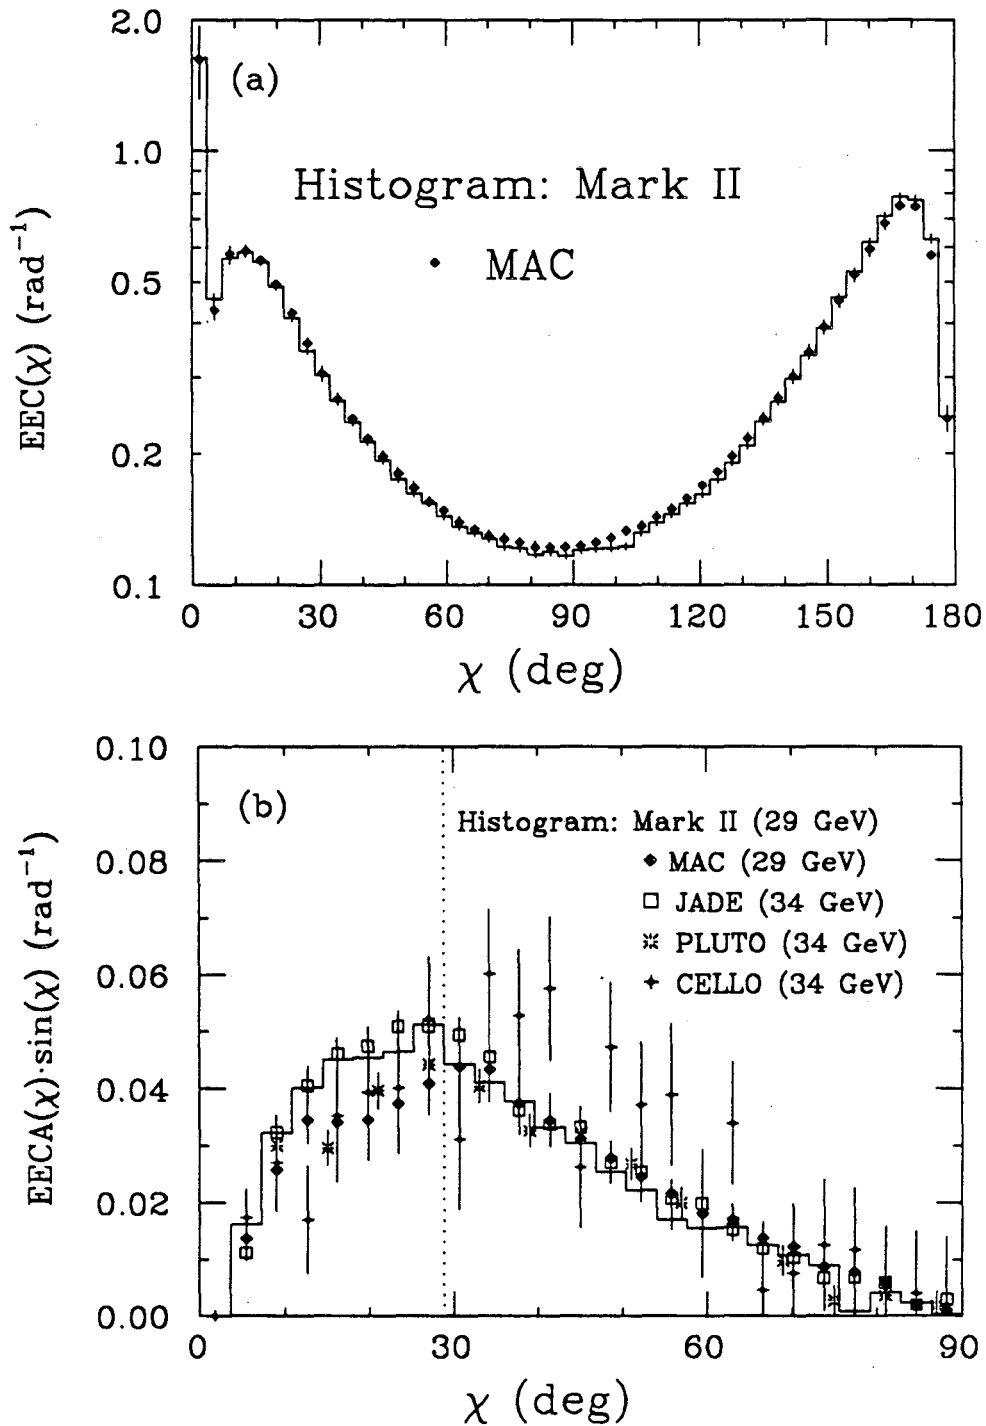 2.0
(a)
1.0
Histogram: Mark II
MAC
0.5
0.2
0.1
EEC(χ) (rad⁻¹)
0 30 60 90 120 150 180
χ (deg)
0.10
(b)
Histogram: Mark II (29 GeV)
MAC (29 GeV)
JADE (34 GeV)
PLUTO (34 GeV)
CELLO (34 GeV)
0.08
0.06
0.04
0.02
0.00
EECA(χ)·sin(χ) (rad⁻¹)
0 30 60 90
χ (deg)